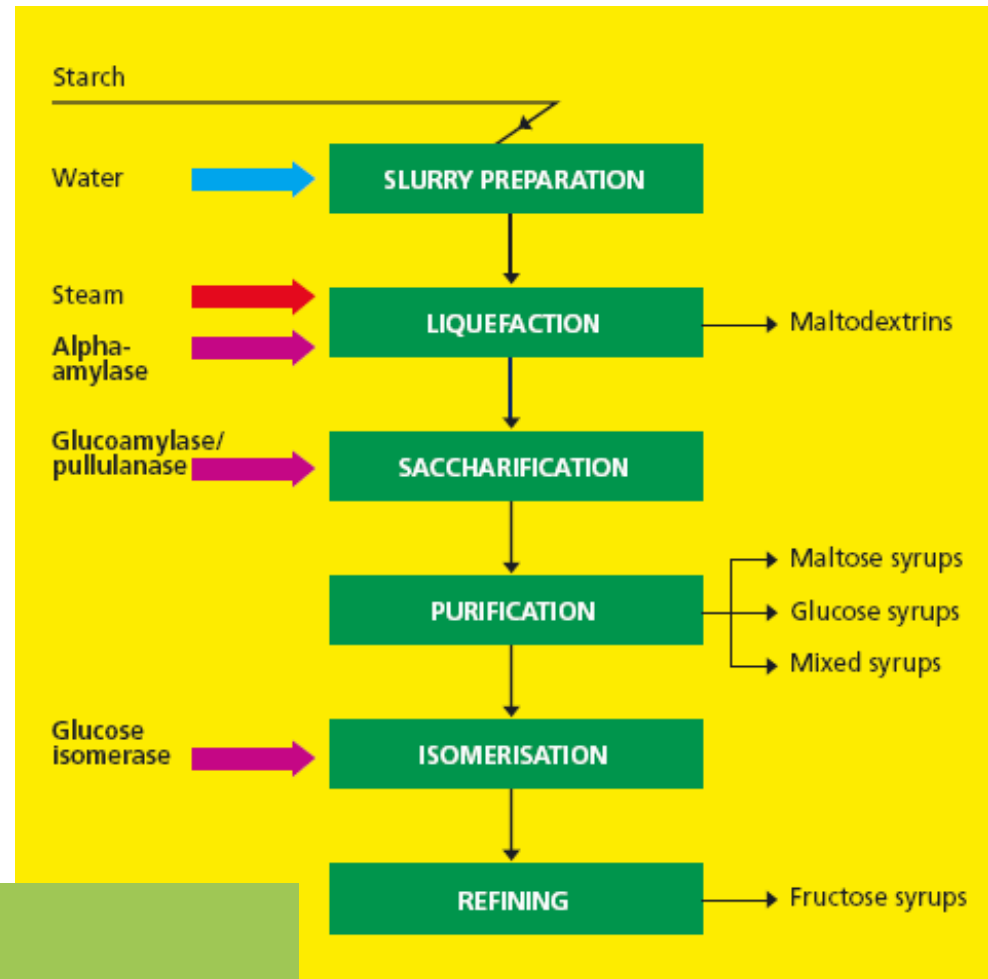 Starch
Water
SLURRY PREPARATION
Steam
Alpha-
amylase
LIQUEFACTION
Maltodextrins
Glucoamylase/
pullulanase
SACCHARIFICATION
PURIFICATION
Maltose syrups
Glucose syrups
Mixed syrups
Glucose
isomerase
ISOMERISATION
REFINING
Fructose syrups